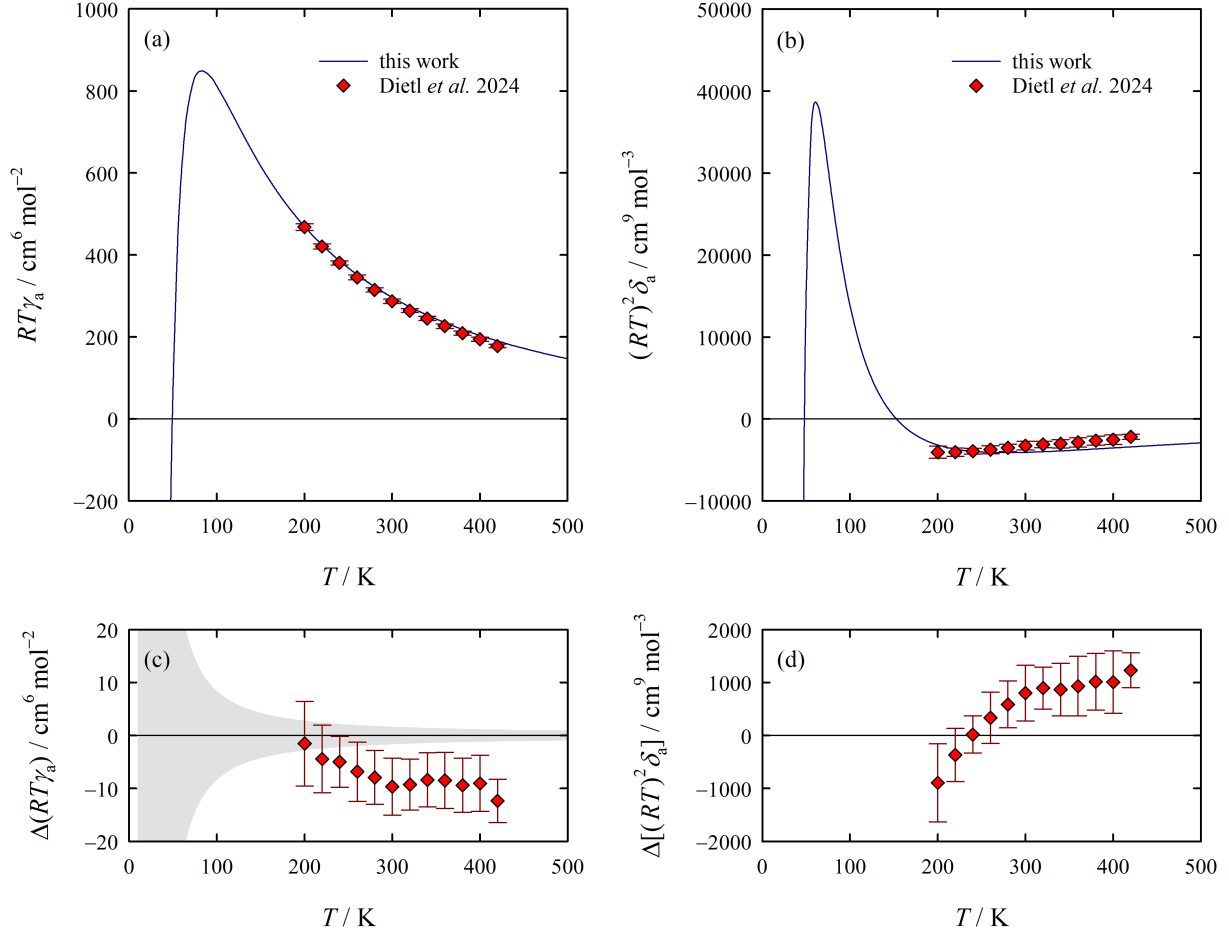 (a)
this work
Dietl et al. 2024
1000
800
600
400
200
0
−200
0 100 200 300 400 500
RTγa / cm6 mol−2
T / K
(b)
this work
Dietl et al. 2024
50000
40000
30000
20000
10000
0
−10000
0 100 200 300 400 500
(RT)2 δa / cm9 mol−3
T / K
(c)
20
10
0
−10
−20
0 100 200 300 400 500
Δ(RTγa) / cm6 mol−2
T / K
(d)
2000
1000
0
−1000
−2000
0 100 200 300 400 500
Δ[(RT)2 δa] / cm9 mol−3
T / K